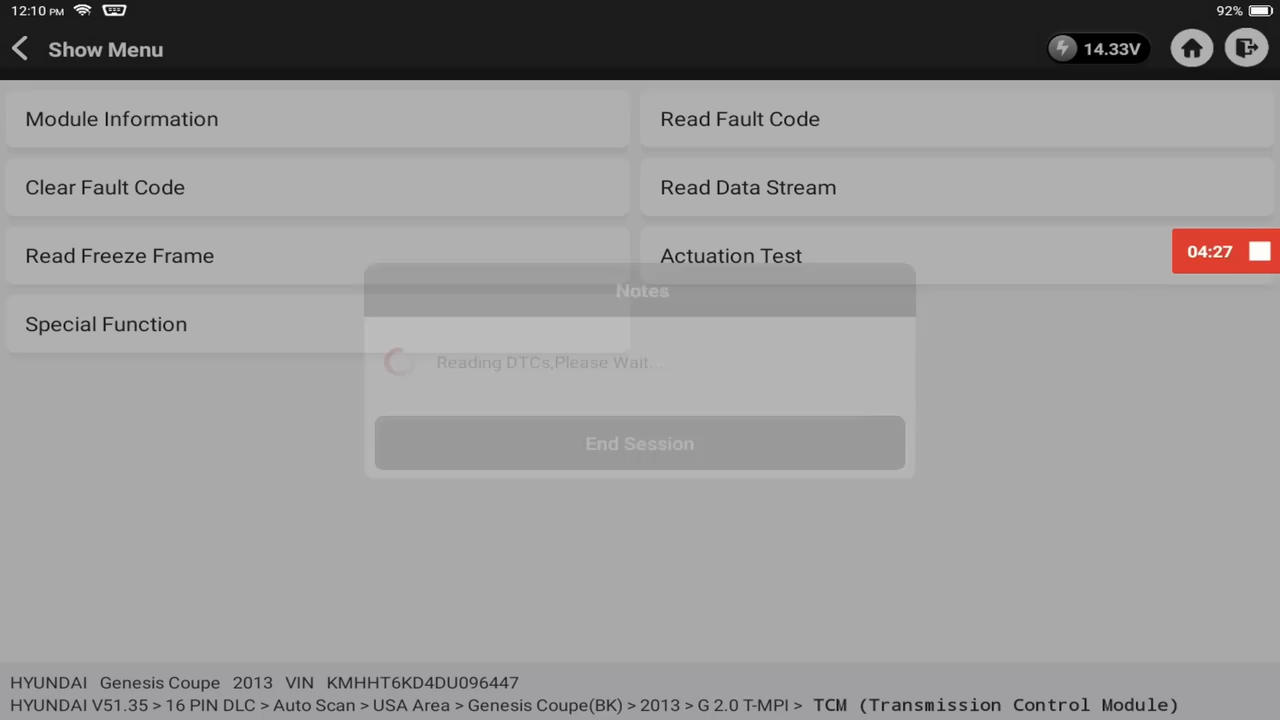 12:10 PM 92%
Show Menu 14.33V
Module Information Read Fault Code
Clear Fault Code Read Data Stream
Read Freeze Frame Actuation Test
04:27
Special Function
Notes
Reading DTCs,Please Wait...
End Session
HYUNDAI Genesis Coupe 2013 VIN KMHHT6KD4DU096447
HYUNDAI V51.35 > 16 PIN DLC > Auto Scan > USA Area > Genesis Coupe(BK) > 2013 > G 2.0 T-MPI > TCM (Transmission Control Module)